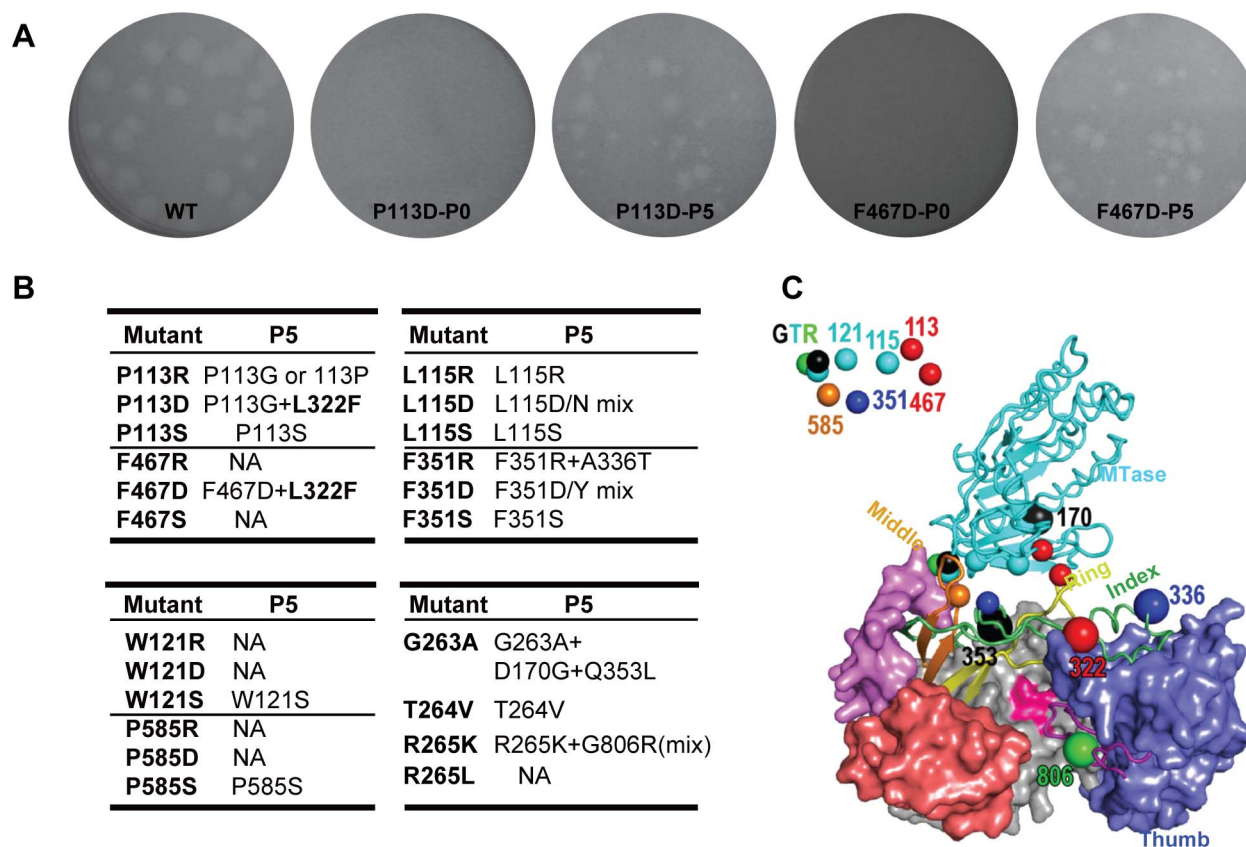 A
WT
P113D-P0
P113D-P5
F467D-P0
F467D-P5
B
Mutant P5
P113R P113G or 113P
P113D P113G+L322F
P113S P113S
F467R NA
F467D F467D+L322F
F467S NA
Mutant P5
L115R L115R
L115D L115D/N mix
L115S L115S
F351R F351R+A336T
F351D F351D/Y mix
F351S F351S
Mutant P5
W121R NA
W121D NA
W121S W121S
P585R NA
P585D NA
P585S P585S
Mutant P5
G263A G263A+
D170G+Q353L
T264V T264V
R265K R265K+G806R(mix)
R265L NA
C
GTR 121 115 113
585 351 467
MTase
170
Middle
Ring
Index
336
353
322
806
Thumb